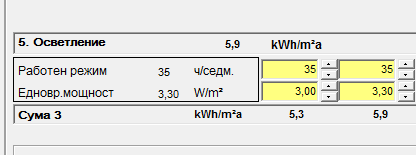 5. Осветление 5,9 kWh/m²a
Работен режим 35 ч/седм. 35 35
Едновр.мощност 3,30 W/m² 3,00 3,30
Сума 3 kWh/m²a 5,3 5,9